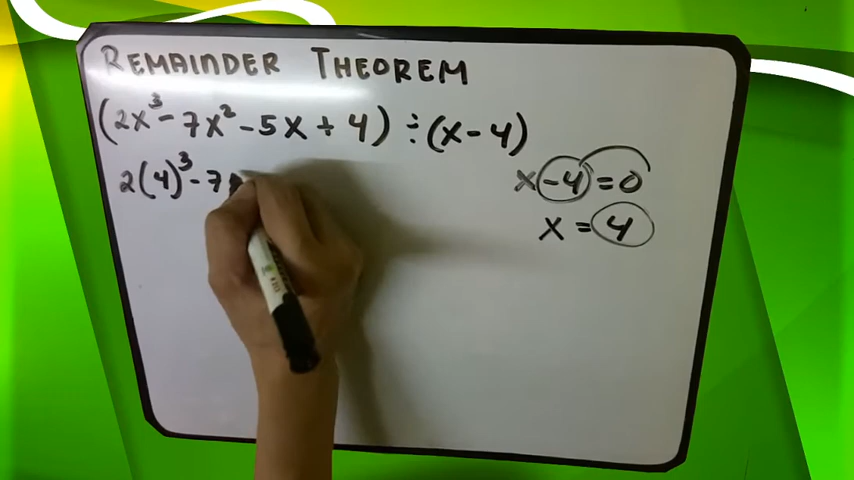 REMAINDER THEOREM
(2x³ - 7x² - 5x + 4) ÷ (x - 4)
2(4)³ - 7
x - 4 = 0
x = 4